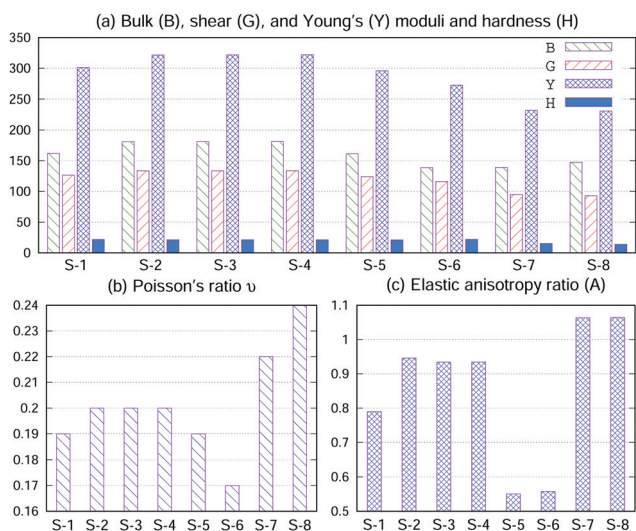 (a) Bulk (B), shear (G), and Young's (Y) moduli and hardness (H)
350
300
250
200
150
100
50
0
B
G
Y
H
S-1 S-2 S-3 S-4 S-5 S-6 S-7 S-8
(b) Poisson's ratio υ
0.24
0.23
0.22
0.21
0.2
0.19
0.18
0.17
0.16
S-1 S-2 S-3 S-4 S-5 S-6 S-7 S-8
(c) Elastic anisotropy ratio (A)
1.1
1
0.9
0.8
0.7
0.6
0.5
S-1 S-2 S-3 S-4 S-5 S-6 S-7 S-8